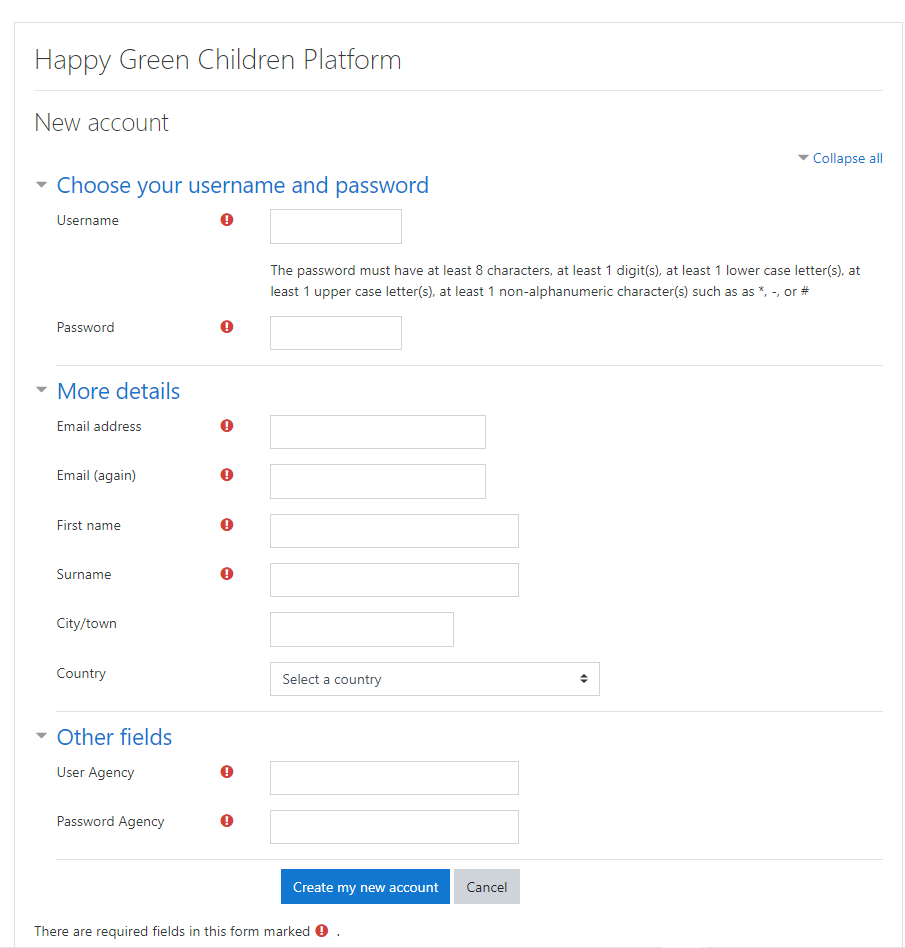 Happy Green Children Platform
New account
Collapse all
Choose your username and password
Username
The password must have at least 8 characters, at least 1 digit(s), at least 1 lower case letter(s), at
least 1 upper case letter(s), at least 1 non-alphanumeric character(s) such as as *, -, or #
Password
More details
Email address
Email (again)
First name
Surname
City/town
Country
Select a country
Other fields
User Agency
Password Agency
Create my new account
Cancel
There are required fields in this form marked .